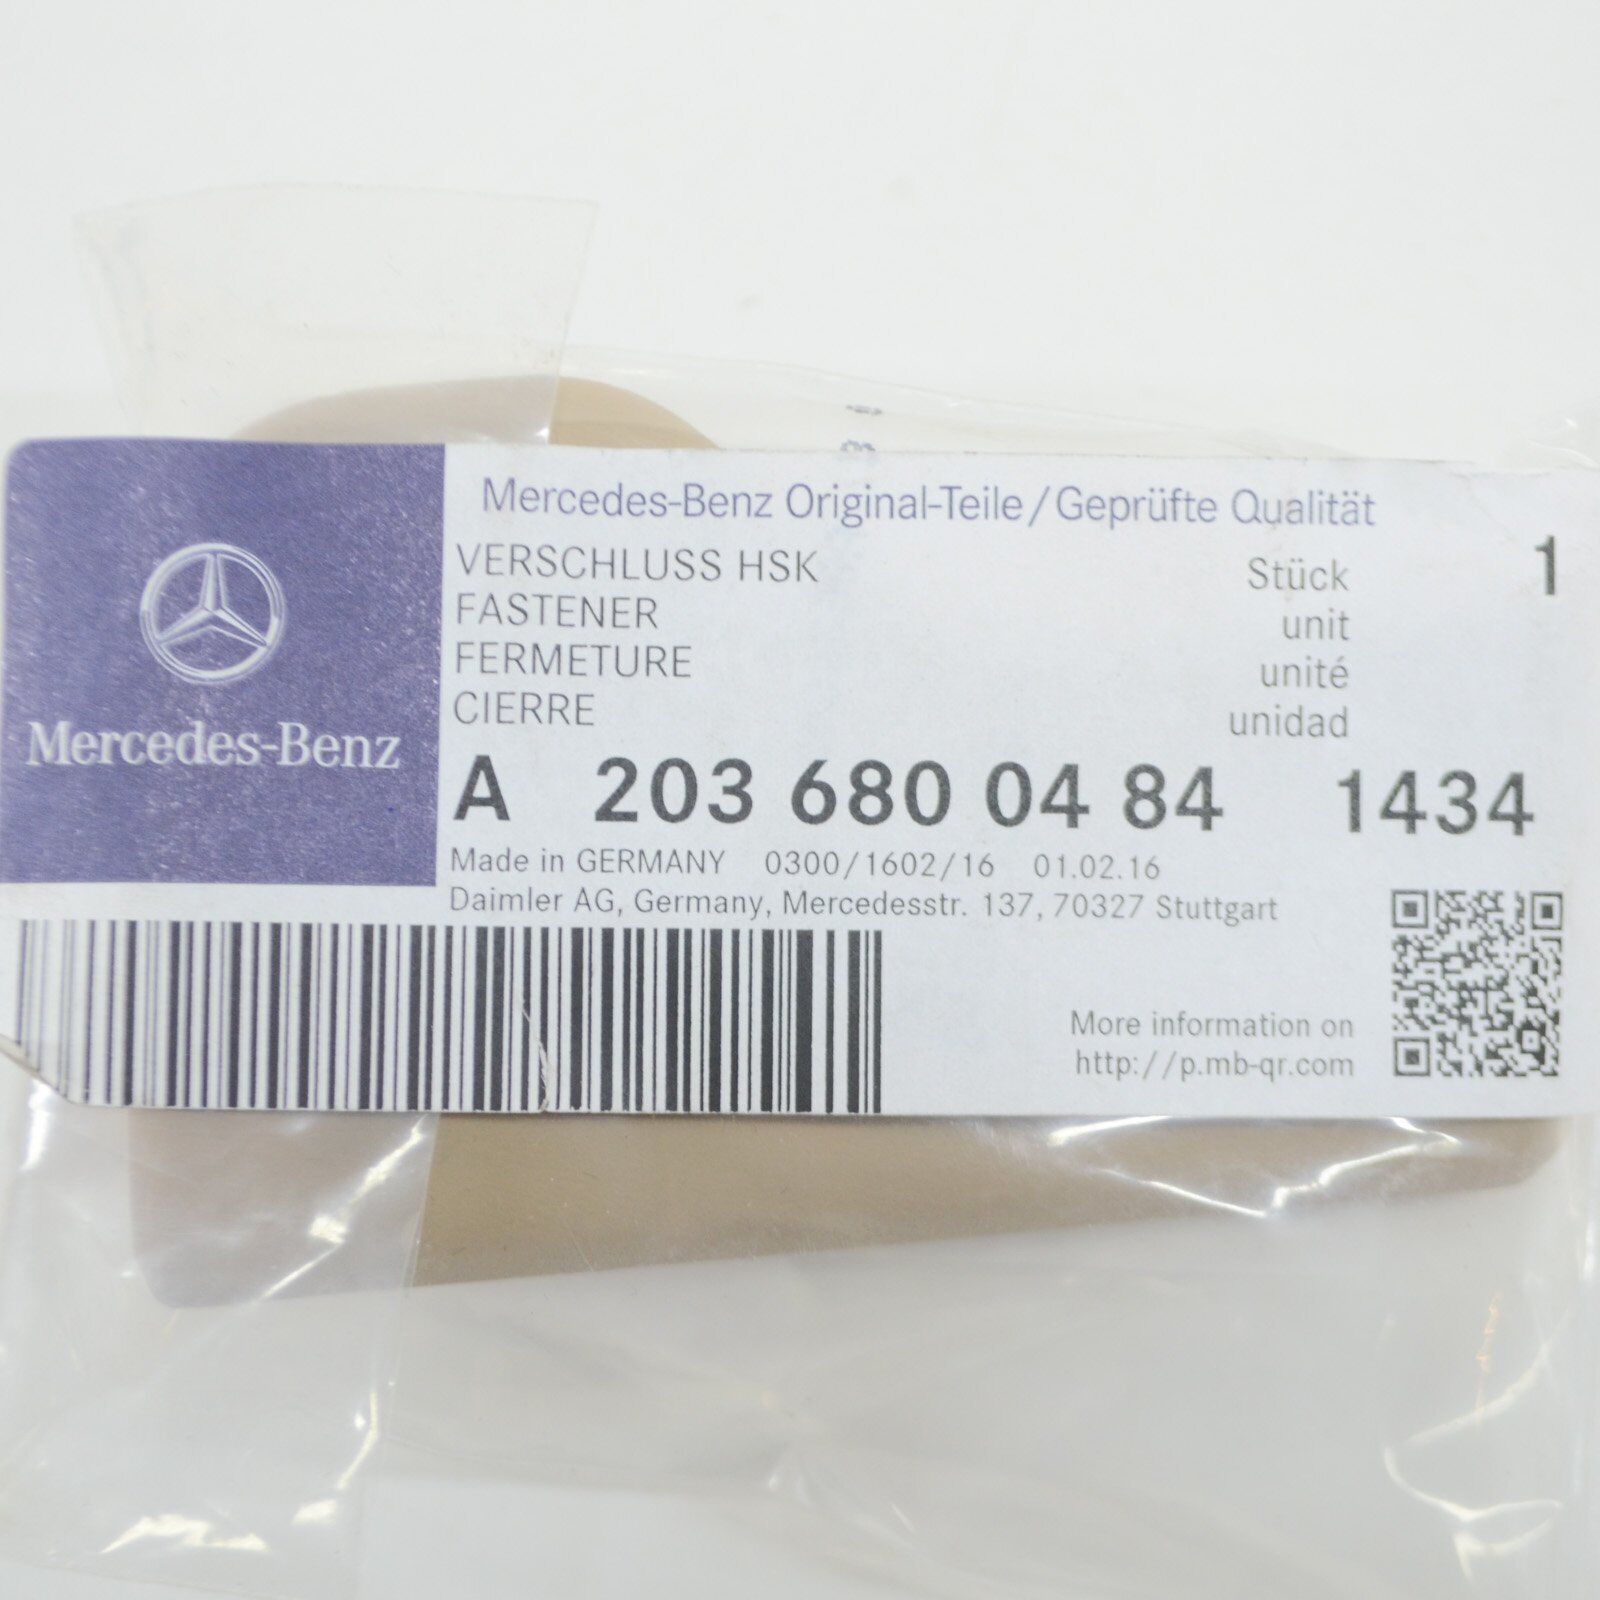 Mercedes-Benz Original-Teile/Geprüfte Qualität
VERSCHLUSS HSK Stück 1
FASTENER unit
FERMETURE unité
CIERRE unidad
Mercedes-Benz
A 203 680 04 84 1434
Made in GERMANY 0300/1602/16 01.02.16
Daimler AG, Germany, Mercedesstr. 137, 70327 Stuttgart
More information on
http://p.mb-qr.com